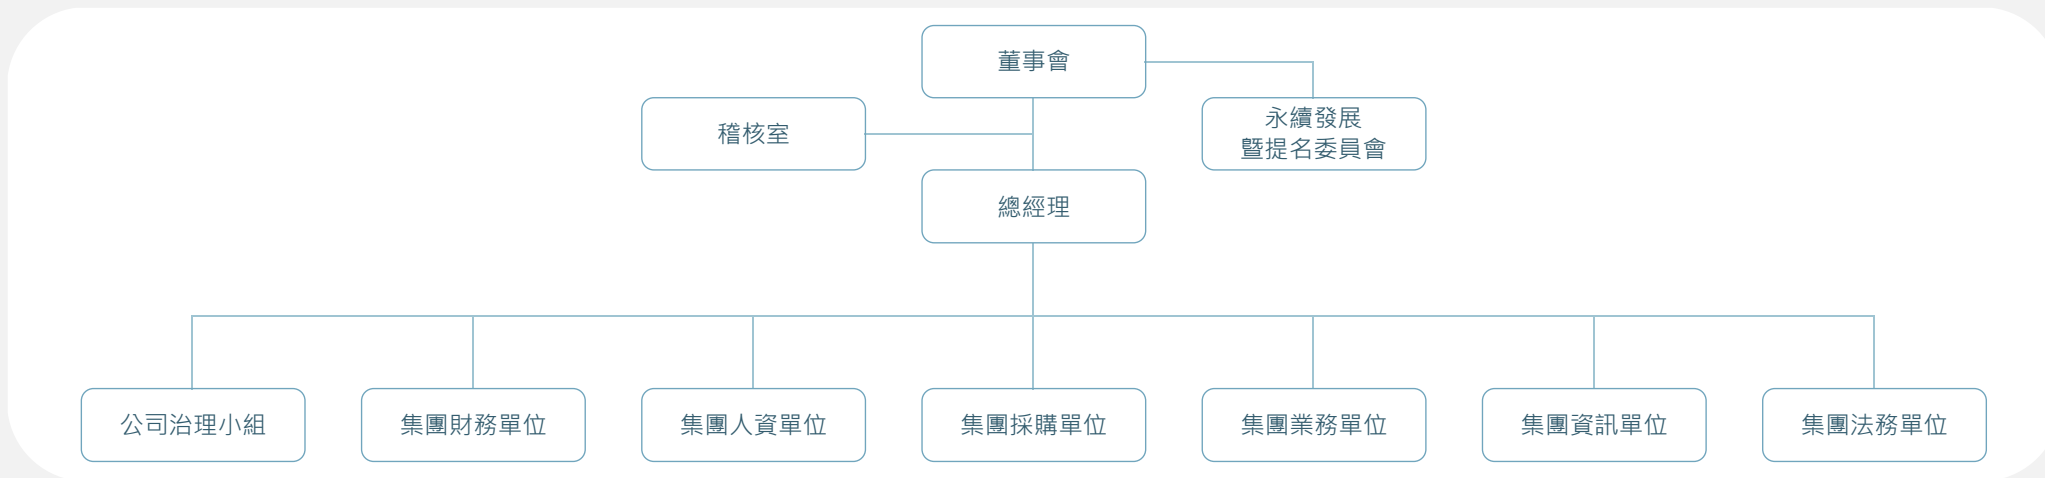 董事會
稽核室
永續發展
暨提名委員會
總經理
公司治理小組
集團財務單位
集團人資單位
集團採購單位
集團業務單位
集團資訊單位
集團法務單位